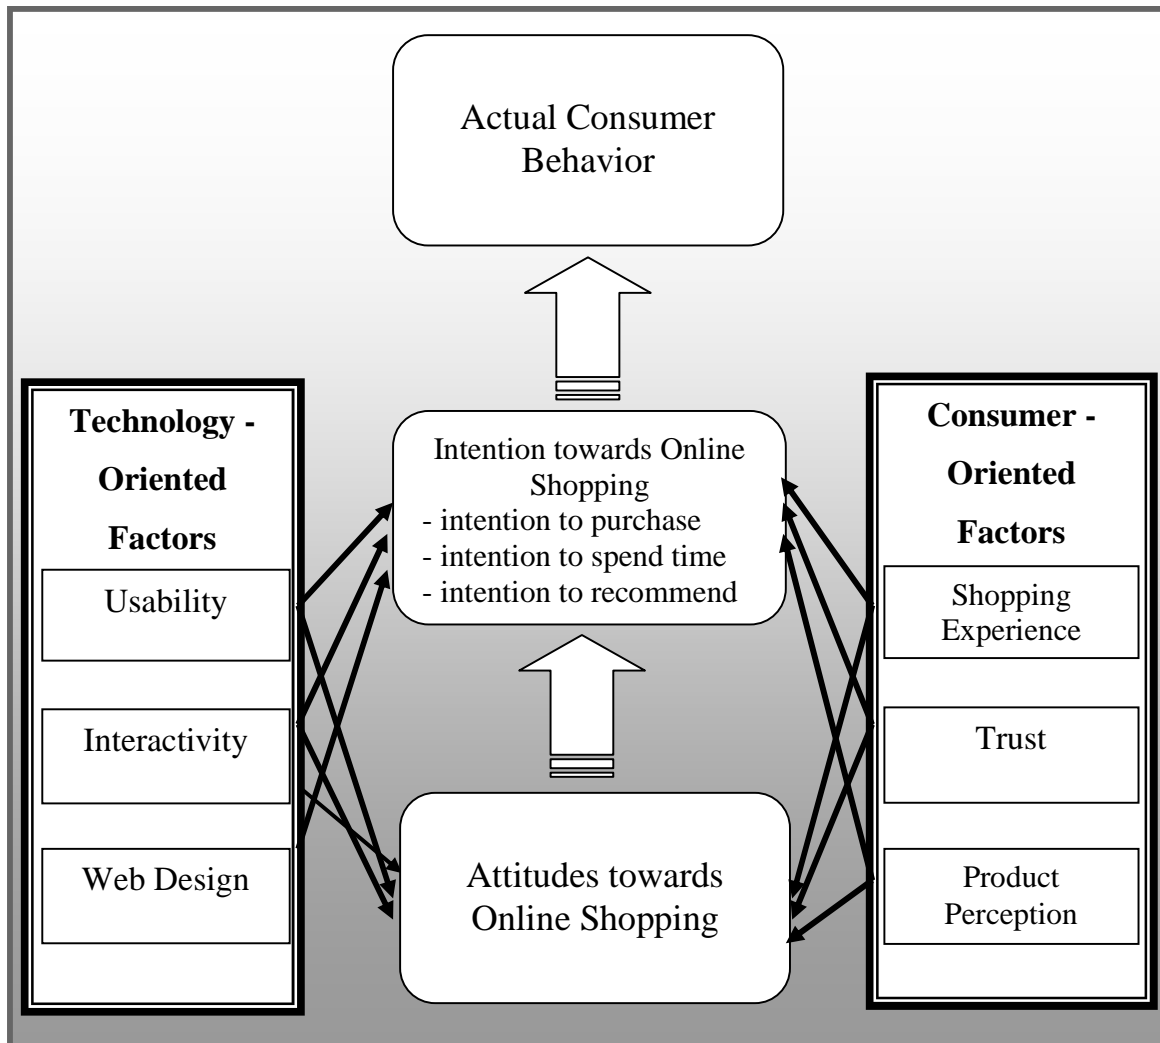 Actual Consumer
Behavior
Technology -
Oriented
Factors
Usability
Interactivity
Web Design
Intention towards Online
Shopping
- intention to purchase
- intention to spend time
- intention to recommend
Attitudes towards
Online Shopping
Consumer -
Oriented
Factors
Shopping
Experience
Trust
Product
Perception